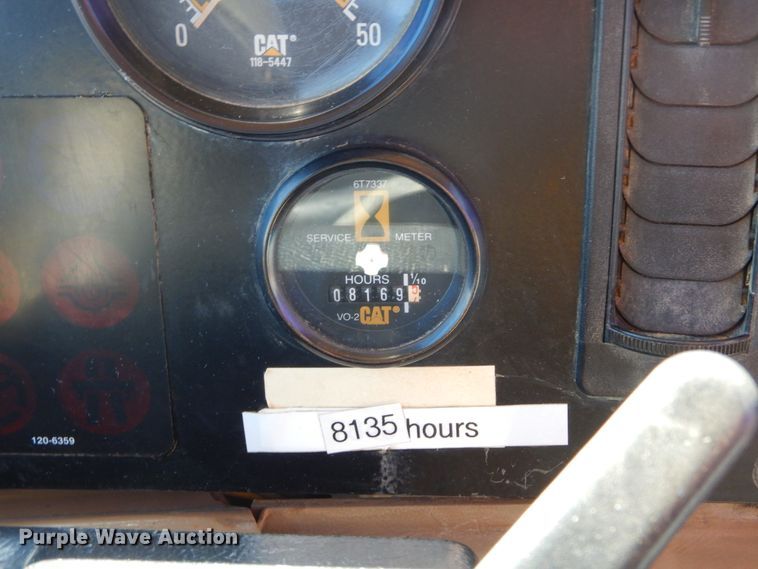 0 50
CAT
118-5447
6T7337
SERVICE METER
HOURS 1/10
08169
VO-2 CAT
8135 hours
120-6359
Purple Wave Auction